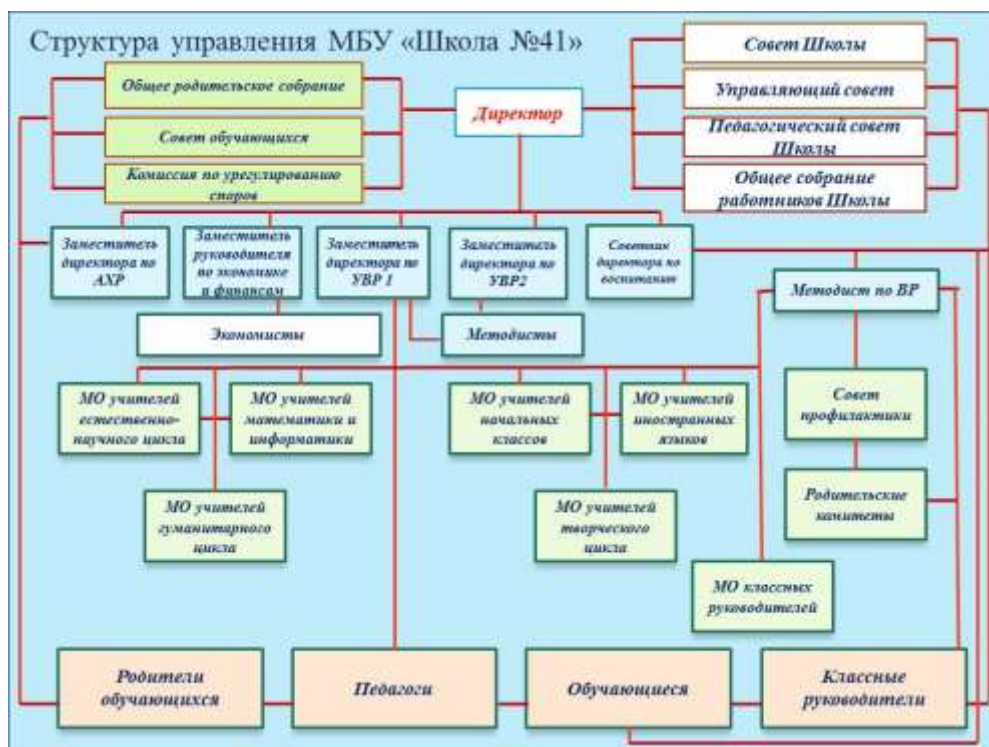 Структура управления МБУ «Школа №41»
Общее родительское собрание
Совет обучающихся
Комиссия по урегулированию
споров
Директор
Совет Школы
Управляющий совет
Педагогический совет
Школы
Общее собрание
работников Школы
Заместитель
директора по
АХР
Заместитель
руководителя
по экономике
и финансам
Заместитель
директора по
УВР 1
Заместитель
директора по
УВР2
Советник
директора по
воспитанию
Методист по ВР
Экономисты
Методисты
МО учителей
естественно-
научного цикла
МО учителей
математики и
информатики
МО учителей
начальных
классов
МО учителей
иностранных
языков
Совет
профилактики
МО учителей
гуманитарного
цикла
МО учителей
творческого
цикла
Родительские
комитеты
МО классных
руководителей
Родители
обучающихся
Педагоги
Обучающиеся
Классные
руководители